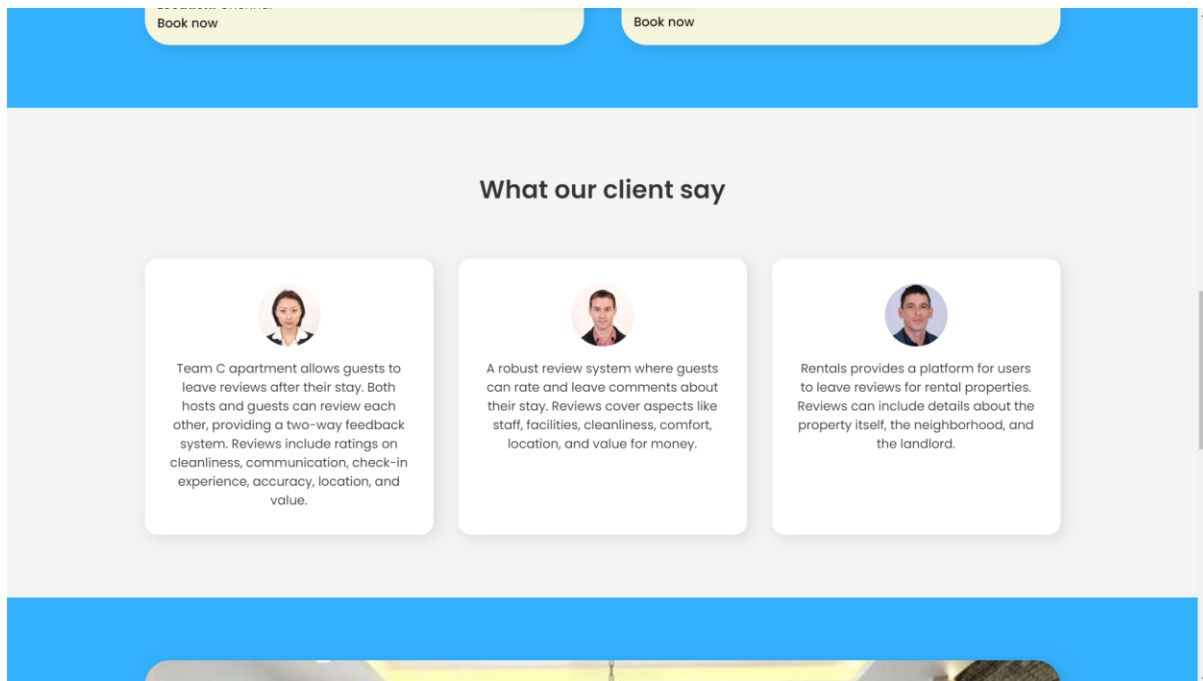 Book now
Book now
What our client say
Team C apartment allows guests to
leave reviews after their stay. Both
hosts and guests can review each
other, providing a two-way feedback
system. Reviews include ratings on
cleanliness, communication, check-in
experience, accuracy, location, and
value.
A robust review system where guests
can rate and leave comments about
their stay. Reviews cover aspects like
staff, facilities, cleanliness, comfort,
location, and value for money.
Rentals provides a platform for users
to leave reviews for rental properties.
Reviews can include details about the
property itself, the neighborhood, and
the landlord.